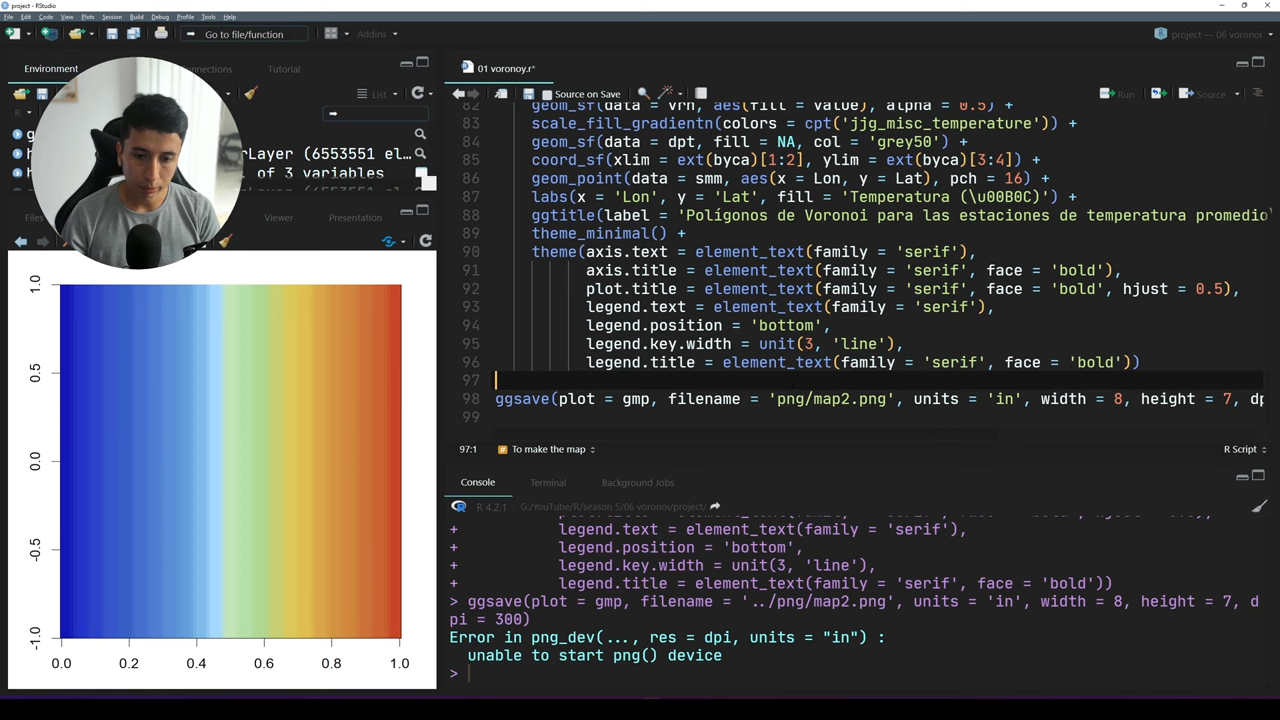 project - RStudio
File Edit Code View Plots Session Build Debug Profile Tools Help
Go to file/function
Addins
project — 06 voronoi
Environment
Tutorial
List
R
(6553551 el…
of 3 variables
Files
Viewer
Presentation
1.0
0.5
0.0
-0.5
-1.0
0.0 0.2 0.4 0.6 0.8 1.0
01 voronoy.r*
Source on Save
Run
Source
82 geom_sf(data = vrn, aes(fill = value), alpha = 0.5) +
83 scale_fill_gradientn(colors = cpt('jjg_misc_temperature')) +
84 geom_sf(data = dpt, fill = NA, col = 'grey50') +
85 coord_sf(xlim = ext(byca)[1:2], ylim = ext(byca)[3:4]) +
86 geom_point(data = smm, aes(x = Lon, y = Lat), pch = 16) +
87 labs(x = 'Lon', y = 'Lat', fill = 'Temperatura (\u00B0C)') +
88 ggtitle(label = 'Polígonos de Voronoi para las estaciones de temperatura promedio
89 theme_minimal() +
90 theme(axis.text = element_text(family = 'serif'),
91 axis.title = element_text(family = 'serif', face = 'bold'),
92 plot.title = element_text(family = 'serif', face = 'bold', hjust = 0.5),
93 legend.text = element_text(family = 'serif'),
94 legend.position = 'bottom',
95 legend.key.width = unit(3, 'line'),
96 legend.title = element_text(family = 'serif', face = 'bold'))
97
98 ggsave(plot = gmp, filename = 'png/map2.png', units = 'in', width = 8, height = 7, dp
99
97:1 # To make the map
R Script
Console
Terminal
Background Jobs
R 4.2.1 · G:/YouTube/R/season 5/06 voronoi/project/
+ legend.text = element_text(family = 'serif'),
+ legend.position = 'bottom',
+ legend.key.width = unit(3, 'line'),
+ legend.title = element_text(family = 'serif', face = 'bold'))
> ggsave(plot = gmp, filename = '../png/map2.png', units = 'in', width = 8, height = 7, d
pi = 300)
Error in png_dev(..., res = dpi, units = "in") :
unable to start png() device
>